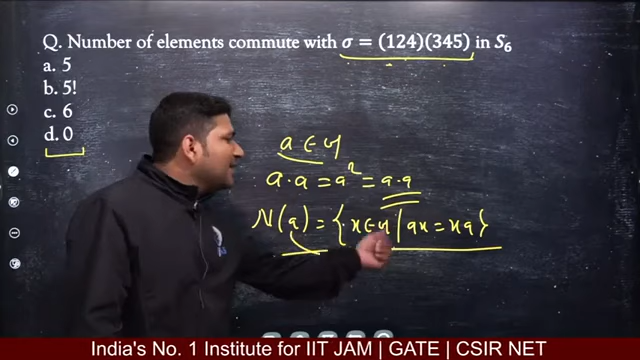 Q. Number of elements commute with σ = (124)(345) in S₆
a. 5
b. 5!
c. 6
d. 0
a ∈ G
a · a = a² = a · a
N(a) = { x ∈ G | ax = xa }
India's No. 1 Institute for IIT JAM | GATE | CSIR NET